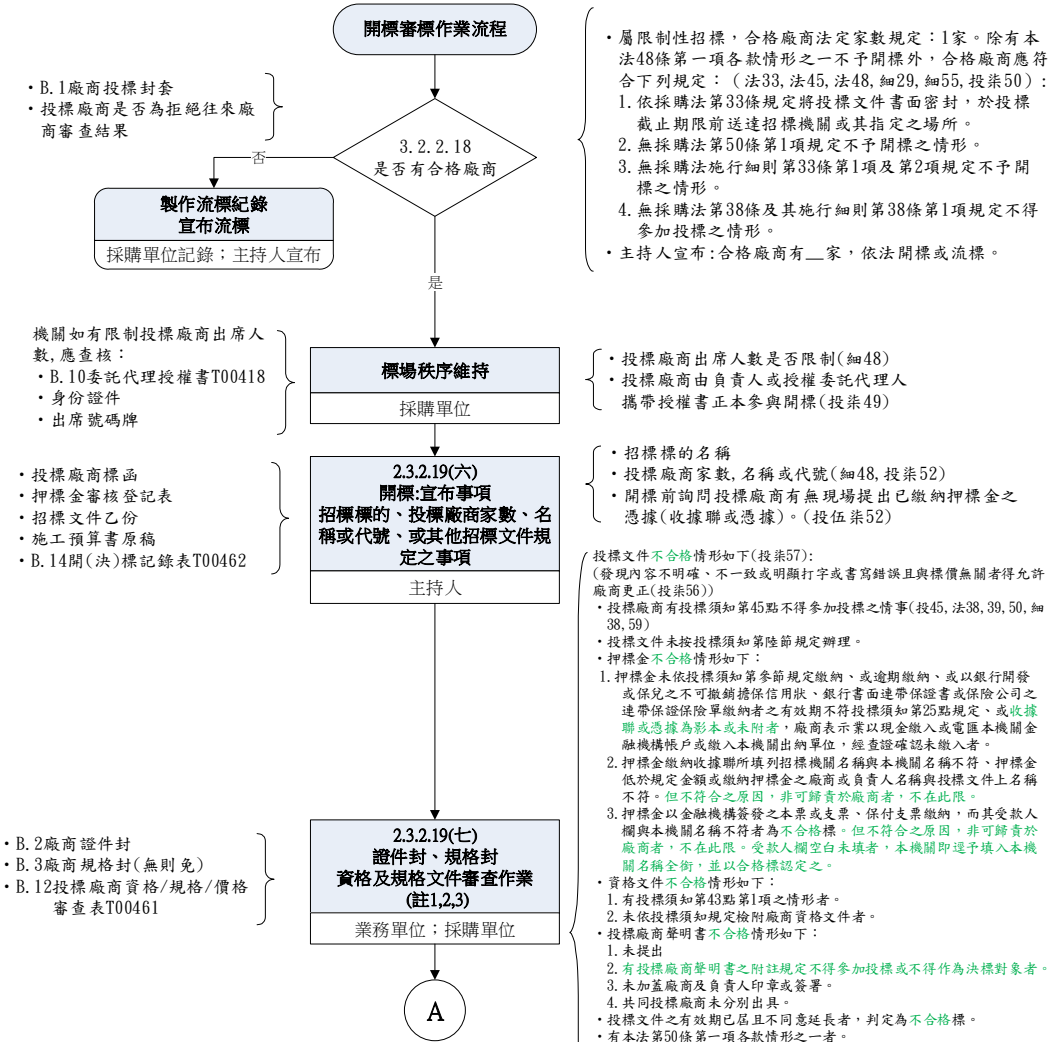 開標審標作業流程
・B.1廠商投標封套
・投標廠商是否為拒絕往來廠
商審查結果
3.2.2.18
是否有合格廠商
否
製作流標紀錄
宣布流標
採購單位記錄；主持人宣布
是
・屬限制性招標，合格廠商法定家數規定：1家。除有本
法48條第一項各款情形之一不予開標外，合格廠商應符
合下列規定：（法33,法45,法48,細29,細55,投柒50)：
1.依採購法第33條規定將投標文件書面密封，於投標
截止期限前送達招標機關或其指定之場所。
2.無採購法第50條第1項規定不予開標之情形。
3.無採購法施行細則第33條第1項及第2項規定不予開
標之情形。
4.無採購法第38條及其施行細則第38條第1項規定不得
參加投標之情形。
・主持人宣布:合格廠商有__家，依法開標或流標。
機關如有限制投標廠商出席人
數,應查核：
・B.10委託代理授權書T00418
・身份證件
・出席號碼牌
標場秩序維持
採購單位
・投標廠商出席人數是否限制(細48)
・投標廠商由負責人或授權委託代理人
攜帶授權書正本參與開標(投柒49)
・投標廠商標函
・押標金審核登記表
・招標文件乙份
・施工預算書原稿
・B.14開(決)標記錄表T00462
2.3.2.19(六)
開標:宣布事項
招標標的、投標廠商家數、名
稱或代號、或其他招標文件規
定之事項
主持人
・招標標的名稱
・投標廠商家數,名稱或代號(細48,投柒52)
・開標前詢問投標廠商有無現場提出已繳納押標金之
憑據(收據聯或憑據)。(投伍柒52)
・B.2廠商證件封
・B.3廠商規格封(無則免)
・B.12投標廠商資格/規格/價格
審查表T00461
2.3.2.19(七)
證件封、規格封
資格及規格文件審查作業
(註1,2,3)
業務單位；採購單位
A
投標文件不合格情形如下(投柒57):
(發現內容不明確、不一致或明顯打字或書寫錯誤且與標價無關者得允許
廠商更正(投柒56))
・投標廠商有投標須知第45點不得參加投標之情事(投45,法38,39,50,細
38,59)
・投標文件未按投標須知第陸節規定辦理。
・押標金不合格情形如下：
1.押標金未依投標須知第參節規定繳納、或逾期繳納、或以銀行開發
或保兌之不可撤銷擔保信用狀、銀行書面連帶保證書或保險公司之
連帶保證保險單繳納者之有效期不符投標須知第25點規定、或收據
聯或憑據為影本或未附者，廠商表示業以現金繳入或電匯本機關金
融機構帳戶或繳入本機關出納單位，經查證確認未繳入者。
2.押標金繳納收據聯所填列招標機關名稱與本機關名稱不符、押標金
低於規定金額或繳納押標金之廠商或負責人名稱與投標文件上名稱
不符。但不符合之原因，非可歸責於廠商者，不在此限。
3.押標金以金融機構簽發之本票或支票、保付支票繳納，而其受款人
欄與本機關名稱不符者為不合格標。但不符合之原因，非可歸責於
廠商者，不在此限。受款人欄空白未填者，本機關即逕予填入本機
關名稱全銜，並以合格標認定之。
・資格文件不合格情形如下：
1.有投標須知第43點第1項之情形者。
2.未依投標須知規定檢附廠商資格文件者。
・投標廠商聲明書不合格情形如下：
1.未提出
2.有投標廠商聲明書之附註規定不得參加投標或不得作為決標對象者。
3.未加蓋廠商及負責人印章或簽署。
4.共同投標廠商未分別出具。
・投標文件之有效期已屆且不同意延長者，判定為不合格標。
・有本法第50條第一項各款情形之一者。